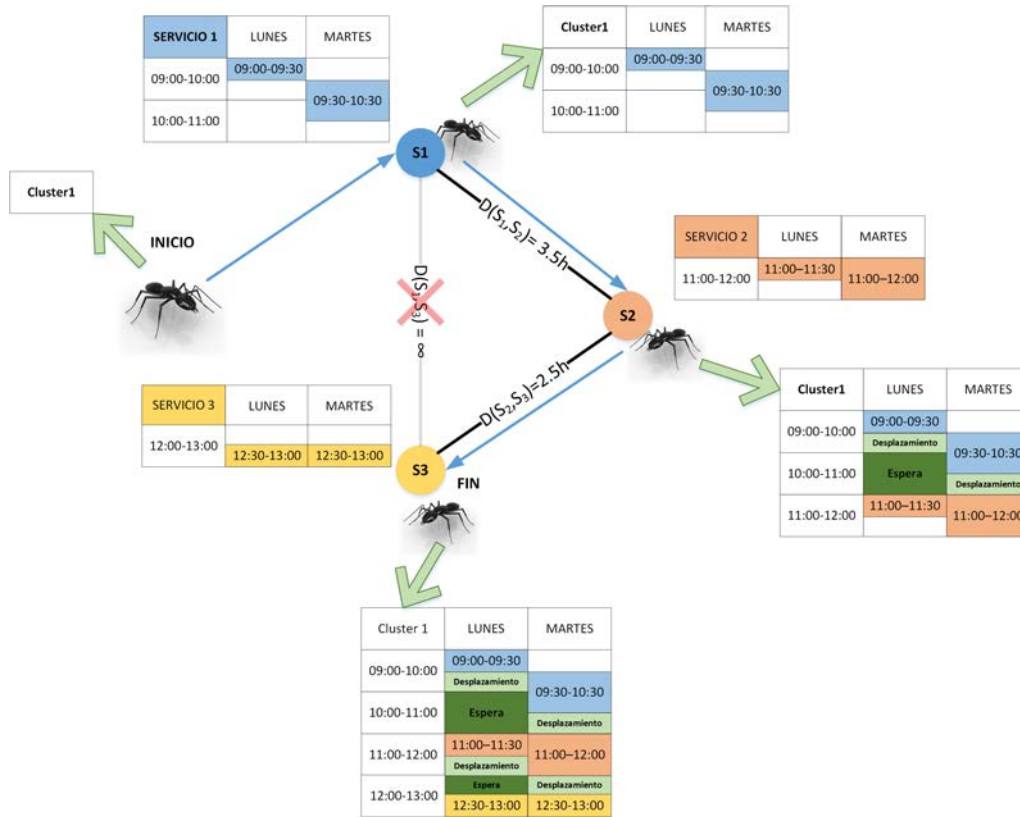 SERVICIO 1 LUNES MARTES
09:00-10:00 09:00-09:30
09:30-10:30
10:00-11:00
Cluster1 LUNES MARTES
09:00-10:00 09:00-09:30
09:30-10:30
10:00-11:00
S1
Cluster1
INICIO
D(S₁,S₂)= 3.5h
D(S₁,S₃) = ∞
SERVICIO 2 LUNES MARTES
11:00-12:00 11:00–11:30 11:00–12:00
S2
D(S₂,S₃)=2.5h
SERVICIO 3 LUNES MARTES
12:00-13:00
12:30-13:00 12:30-13:00
S3
FIN
Cluster1 LUNES MARTES
09:00-10:00 09:00-09:30
Desplazamiento 09:30-10:30
10:00-11:00 Espera
Desplazamiento
11:00-12:00 11:00–11:30 11:00–12:00
Cluster 1 LUNES MARTES
09:00-10:00 09:00-09:30
Desplazamiento 09:30-10:30
10:00-11:00 Espera
Desplazamiento
11:00-12:00 11:00–11:30 11:00–12:00
Desplazamiento
12:00-13:00 Espera Desplazamiento
12:30-13:00 12:30-13:00